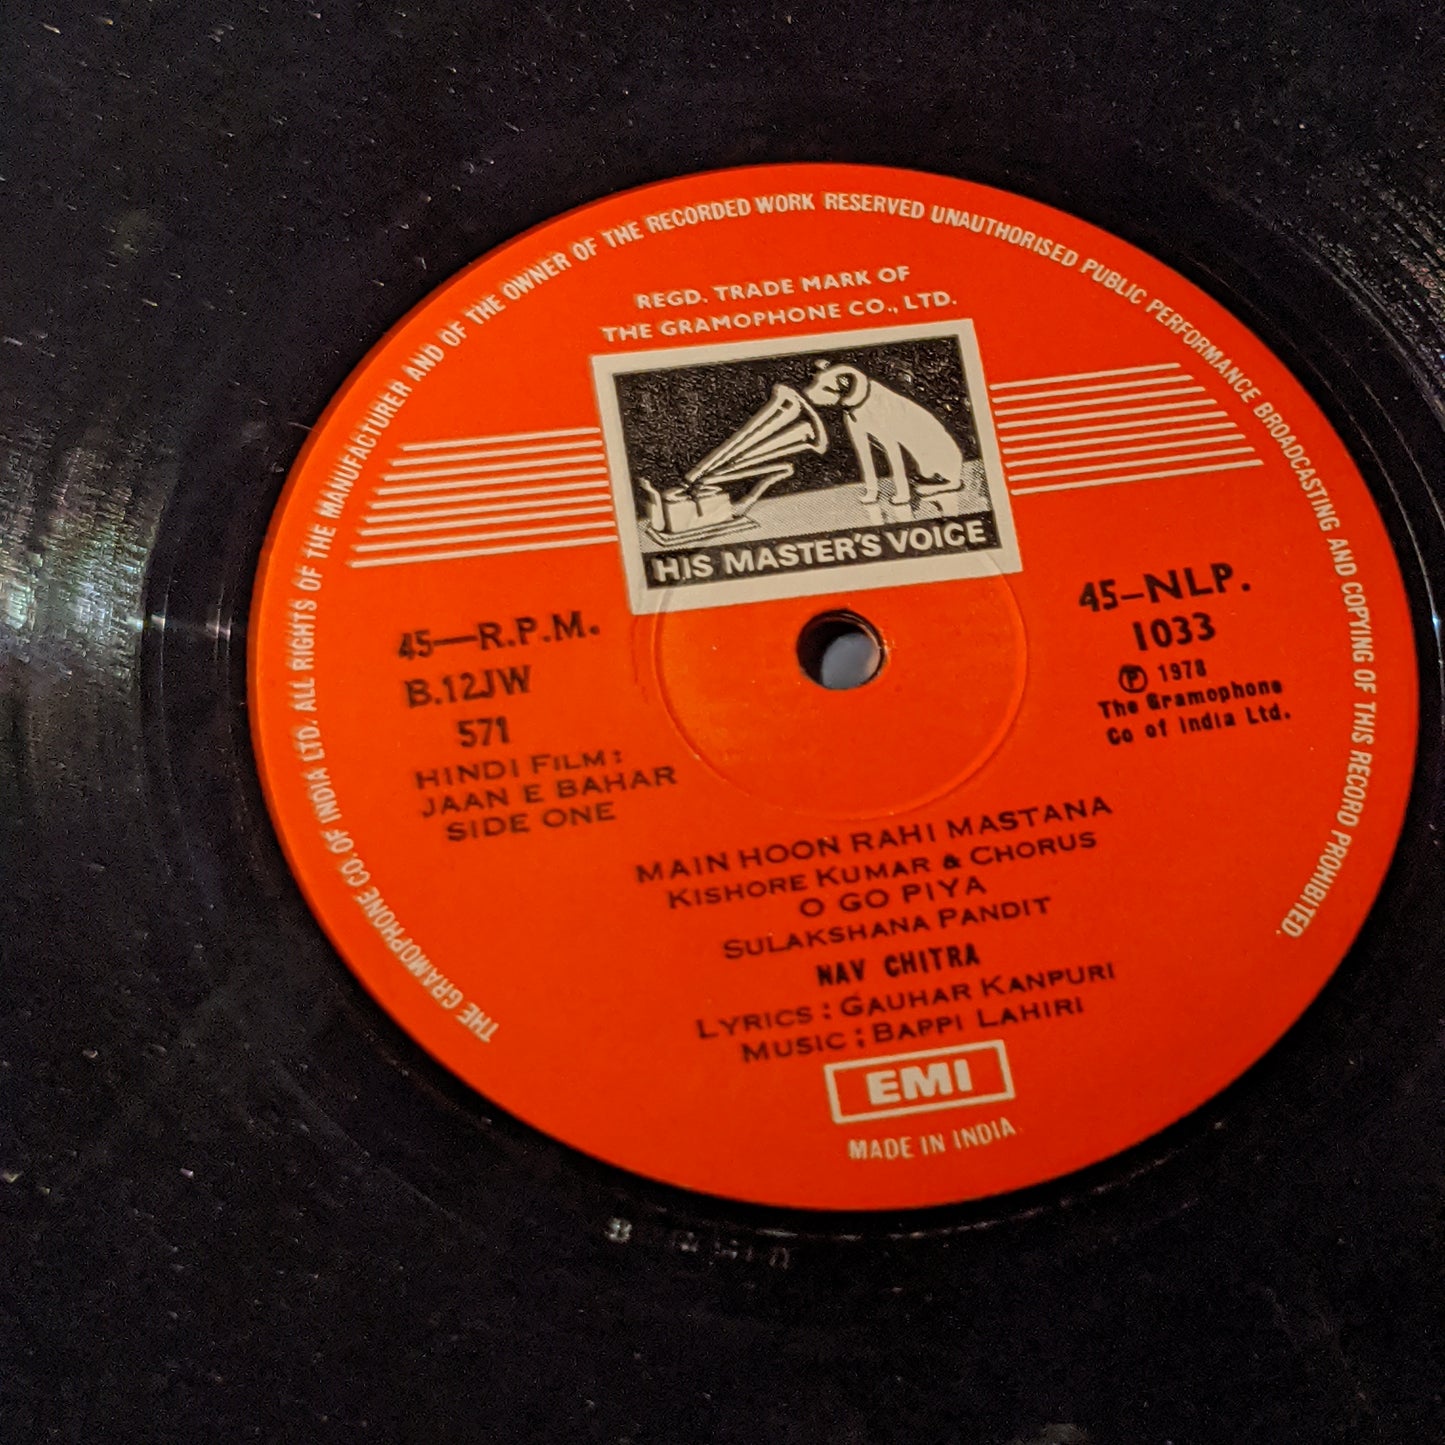 THE GRAMOPHONE CO. OF INDIA LTD. ALL RIGHTS OF THE MANUFACTURER AND OF THE OWNER OF THE RECORDED WORK RESERVED UNAUTHORISED PUBLIC PERFORMANCE BROADCASTING AND COPYING OF THIS RECORD PROHIBITED.
REGD. TRADE MARK OF
THE GRAMOPHONE CO., LTD.
HIS MASTER'S VOICE
45—R.P.M.
B.12JW
571
HINDI FILM:
JAAN E BAHAR
SIDE ONE
45–NLP.
1033
Ⓟ 1978
The Gramophone
Co of India Ltd.
MAIN HOON RAHI MASTANA
KISHORE KUMAR & CHORUS
O GO PIYA
SULAKSHANA PANDIT
NAV CHITRA
LYRICS : GAUHAR KANPURI
MUSIC ; BAPPI LAHIRI
EMI
MADE IN INDIA